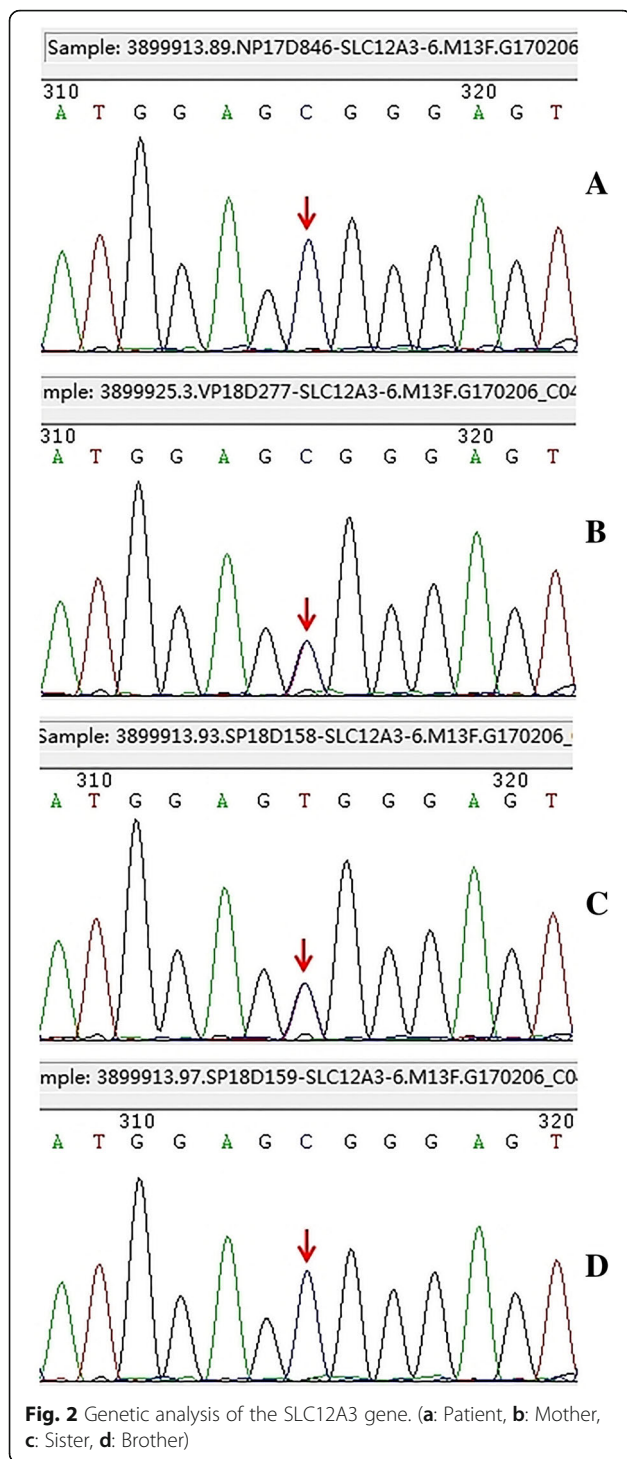 Sample: 3899913.89.NP17D846-SLC12A3-6.M13F.G170206
310 320
A T G G A G C G G G A G T
A
mple: 3899925.3.VP18D277-SLC12A3-6.M13F.G170206_C04
310 320
A T G G A G C G G G A G T
B
Sample: 3899913.93.SP18D158-SLC12A3-6.M13F.G170206_
310 320
A T G G A G T G G G A G T
C
mple: 3899913.97.SP18D159-SLC12A3-6.M13F.G170206_C0
310 320
A T G G A G C G G G A G T
D
Fig. 2 Genetic analysis of the SLC12A3 gene. (a: Patient, b: Mother,
c: Sister, d: Brother)